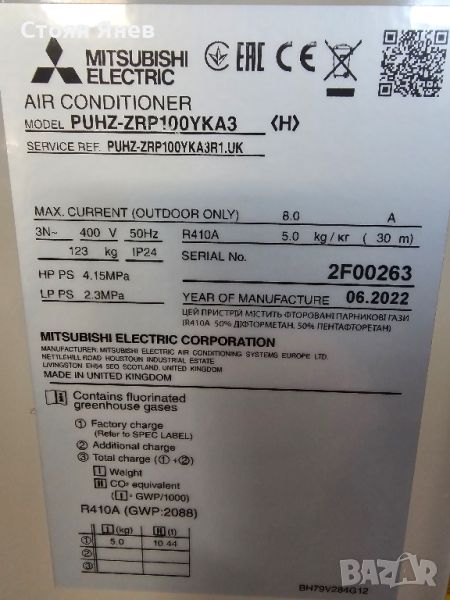 Стоян Янев
MITSUBISHI
ELECTRIC
EAC CE
AIR CONDITIONER
MODEL PUHZ-ZRP100YKA3 ⟨H⟩
SERVICE REF. PUHZ-ZRP100YKA3R1.UK
MAX. CURRENT (OUTDOOR ONLY) 8.0 A
3N~ 400 V 50Hz R410A 5.0 kg/кг ( 30 m)
123 kg IP24 SERIAL No.
HP PS 4.15MPa 2F00263
LP PS 2.3MPa YEAR OF MANUFACTURE 06.2022
ЦЕЙ ПРИСТРІЙ МІСТИТЬ ФТОРОВАНІ ПАРНИКОВІ ГАЗИ
(R410A 50% ДІФТОРМЕТАН, 50% ПЕНТАФТОРЕТАН)
MITSUBISHI ELECTRIC CORPORATION
MANUFACTURER: MITSUBISHI ELECTRIC AIR CONDITIONING SYSTEMS EUROPE LTD.
NETTLEHILL ROAD HOUSTOUN INDUSTRIAL ESTATE
LIVINGSTON EH54 5EQ SCOTLAND, UNITED KINGDOM
MADE IN UNITED KINGDOM
i Contains fluorinated
greenhouse gases
① Factory charge
(Refer to SPEC LABEL)
② Additional charge
③ Total charge (①+②)
I Weight
II CO² equivalent
(I · GWP/1000)
R410A (GWP:2088)
I (kg) II (t)
① 5.0 10.44
②
③
BH79V284G12
BAZAR